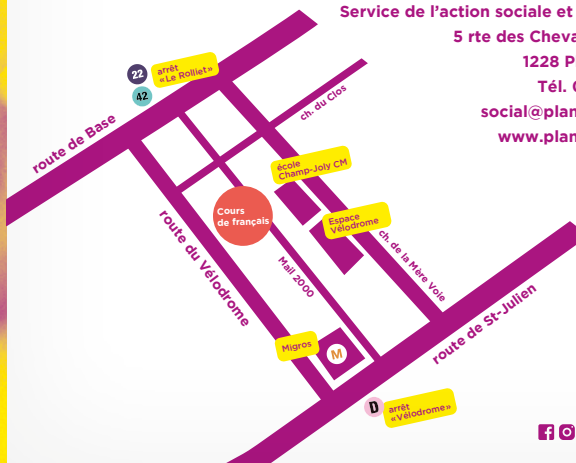 Service de l'action sociale et
5 rte des Cheva
1228 P
Tél.
social@plan
www.plan
22
42
arrêt
«Le Rolliet»
route de Base
ch. du Clos
école
Champ-Joly CM
Cours
de français
Espace
Vélodrome
route du Vélodrome
Mail 2000
ch. de la Mère Voie
Migros
M
route de St-Julien
D
arrêt
«Vélodrome»